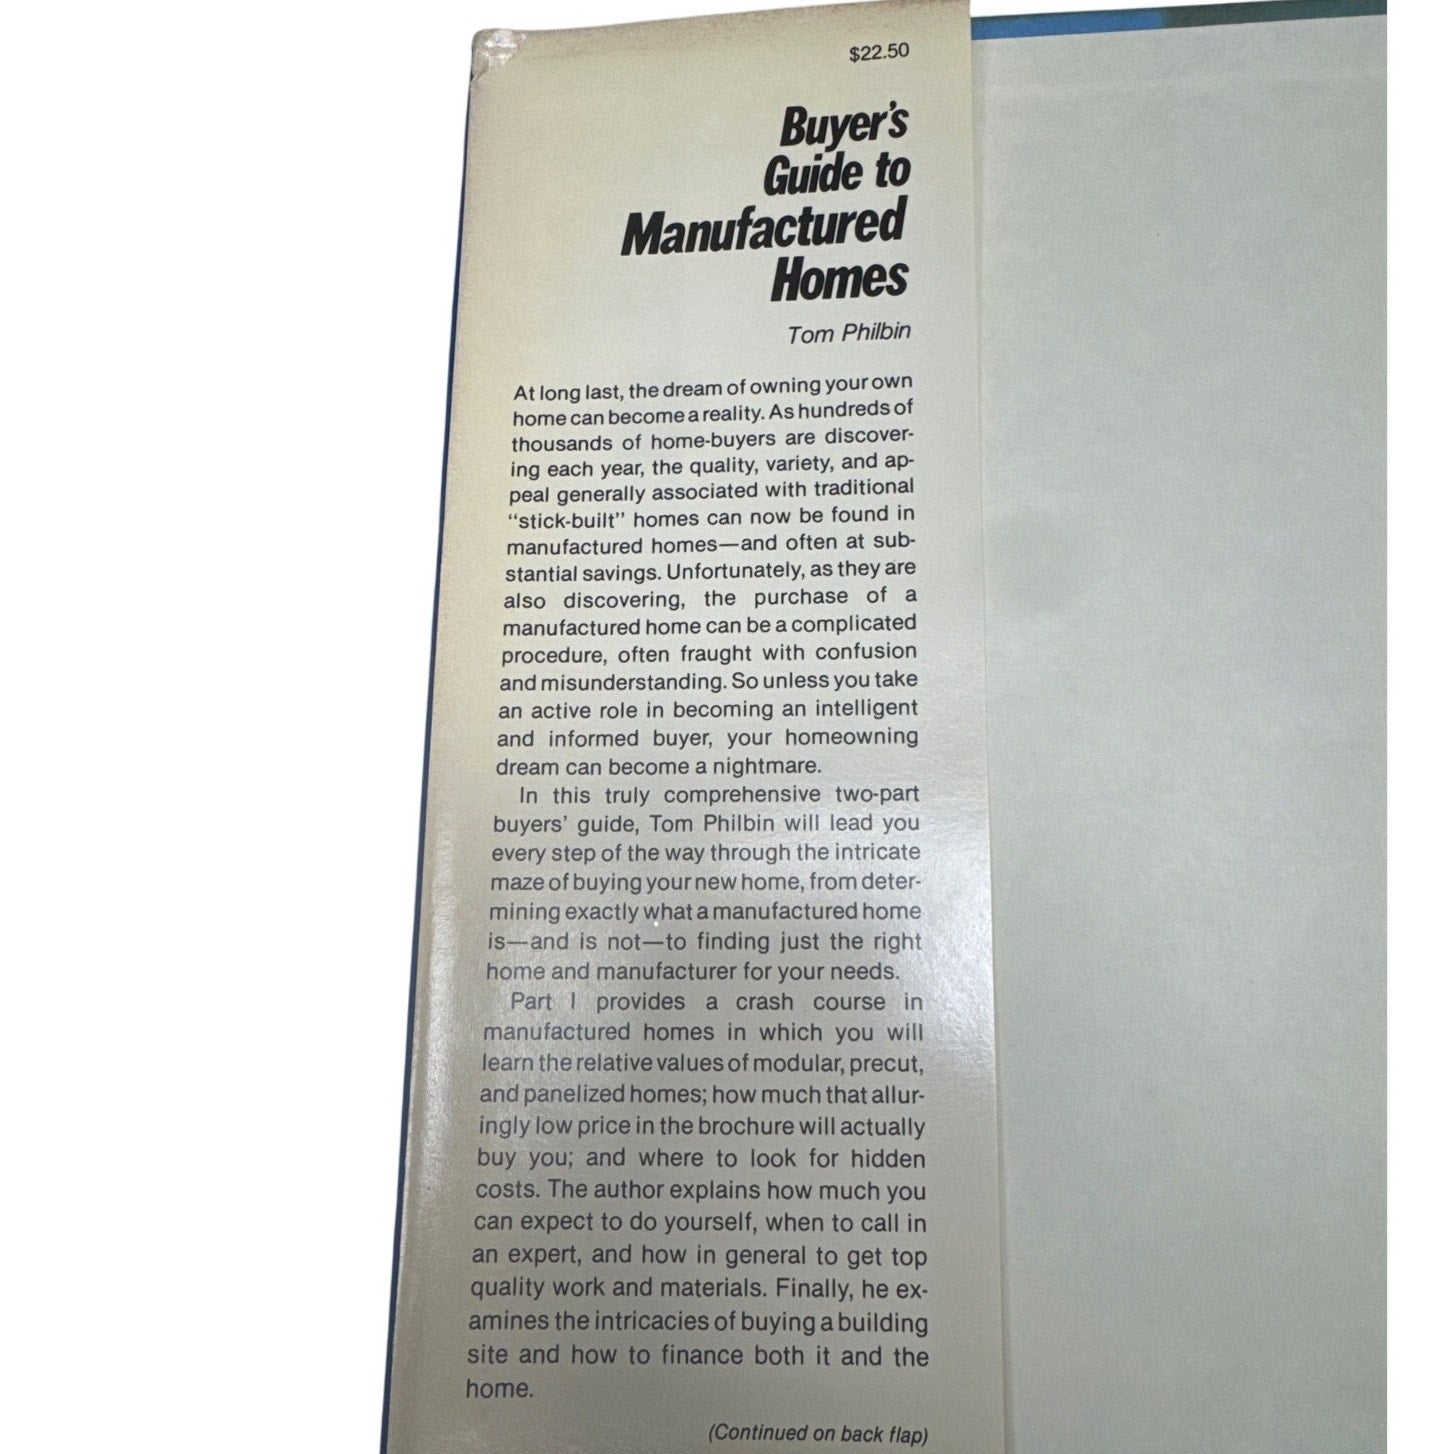 $22.50
Buyer's
Guide to
Manufactured
Homes
Tom Philbin
At long last, the dream of owning your own
home can become a reality. As hundreds of
thousands of home-buyers are discover-
ing each year, the quality, variety, and ap-
peal generally associated with traditional
“stick-built” homes can now be found in
manufactured homes—and often at sub-
stantial savings. Unfortunately, as they are
also discovering, the purchase of a
manufactured home can be a complicated
procedure, often fraught with confusion
and misunderstanding. So unless you take
an active role in becoming an intelligent
and informed buyer, your homeowning
dream can become a nightmare.
In this truly comprehensive two-part
buyers' guide, Tom Philbin will lead you
every step of the way through the intricate
maze of buying your new home, from deter-
mining exactly what a manufactured home
is—and is not—to finding just the right
home and manufacturer for your needs.
Part I provides a crash course in
manufactured homes in which you will
learn the relative values of modular, precut,
and panelized homes; how much that allur-
ingly low price in the brochure will actually
buy you; and where to look for hidden
costs. The author explains how much you
can expect to do yourself, when to call in
an expert, and how in general to get top
quality work and materials. Finally, he ex-
amines the intricacies of buying a building
site and how to finance both it and the
home.
(Continued on back flap)